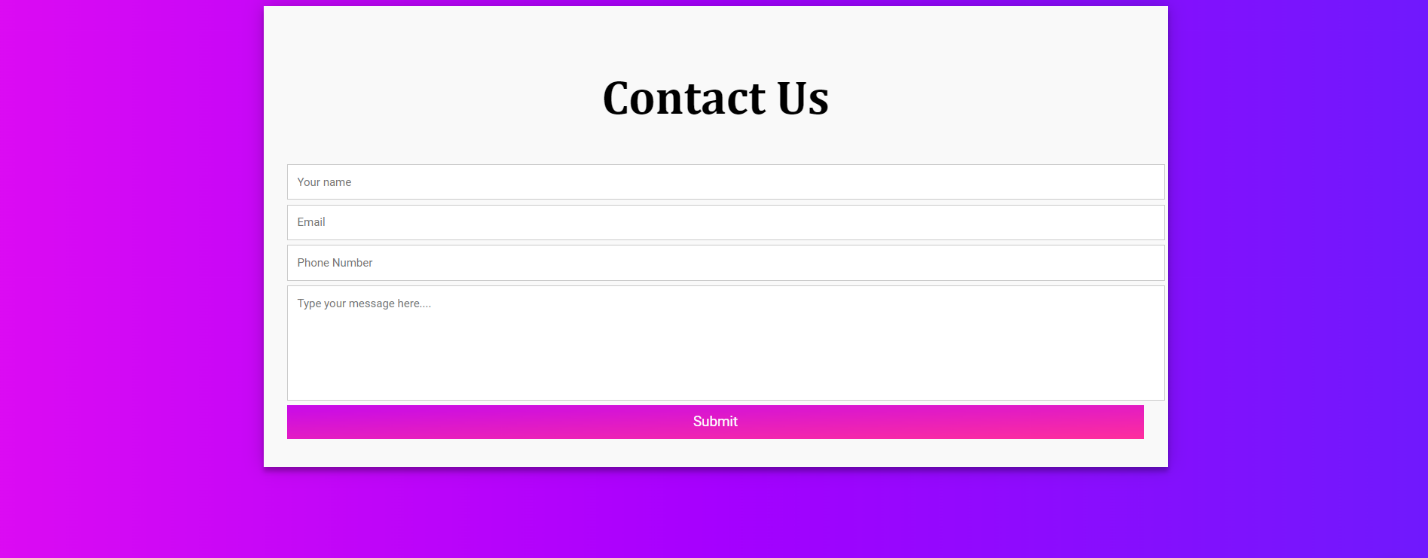 Contact Us
Your name
Email
Phone Number
Type your message here....
Submit